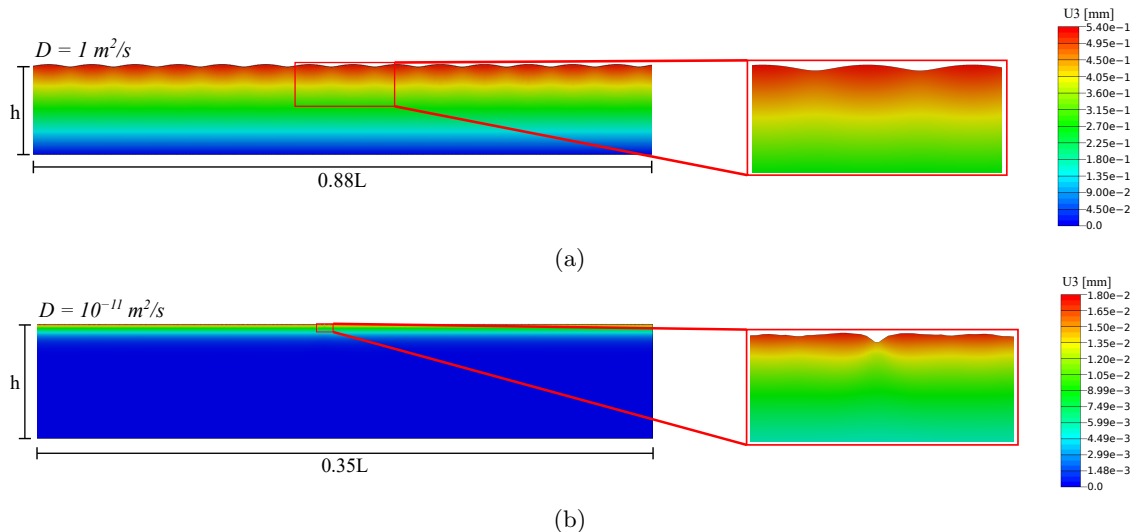 U3 [mm]
D = 1 m²/s
5.40e−1
4.95e−1
4.50e−1
4.05e−1
3.60e−1
3.15e−1
2.70e−1
2.25e−1
1.80e−1
1.35e−1
9.00e−2
4.50e−2
0.0
h
0.88L
(a)
U3 [mm]
D = 10⁻¹¹ m²/s
1.80e−2
1.65e−2
1.50e−2
1.35e−2
1.20e−2
1.05e−2
8.99e−3
7.49e−3
5.99e−3
4.49e−3
2.99e−3
1.48e−3
0.0
h
0.35L
(b)